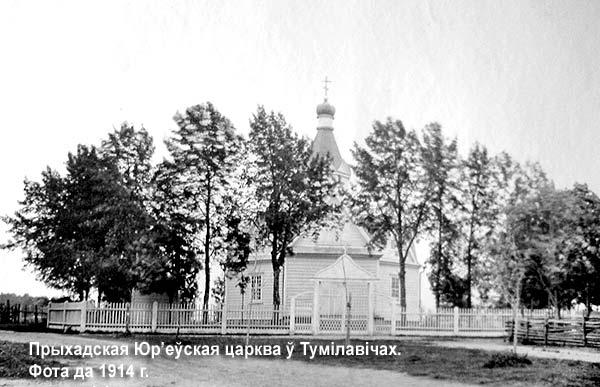 Прыхадская Юр'еўская царква ў Тумілавічах.
Фота да 1914 г.